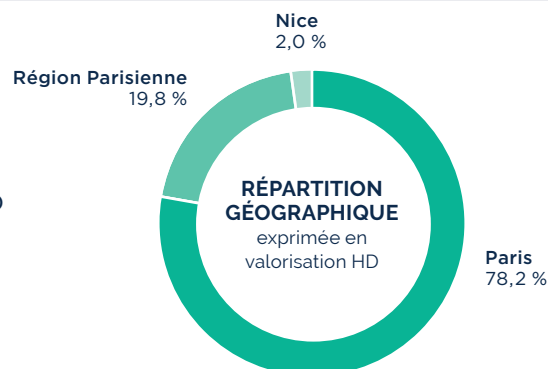 Nice
2,0 %
Région Parisienne
19,8 %
RÉPARTITION
GÉOGRAPHIQUE
exprimée en
valorisation HD
Paris
78,2 %